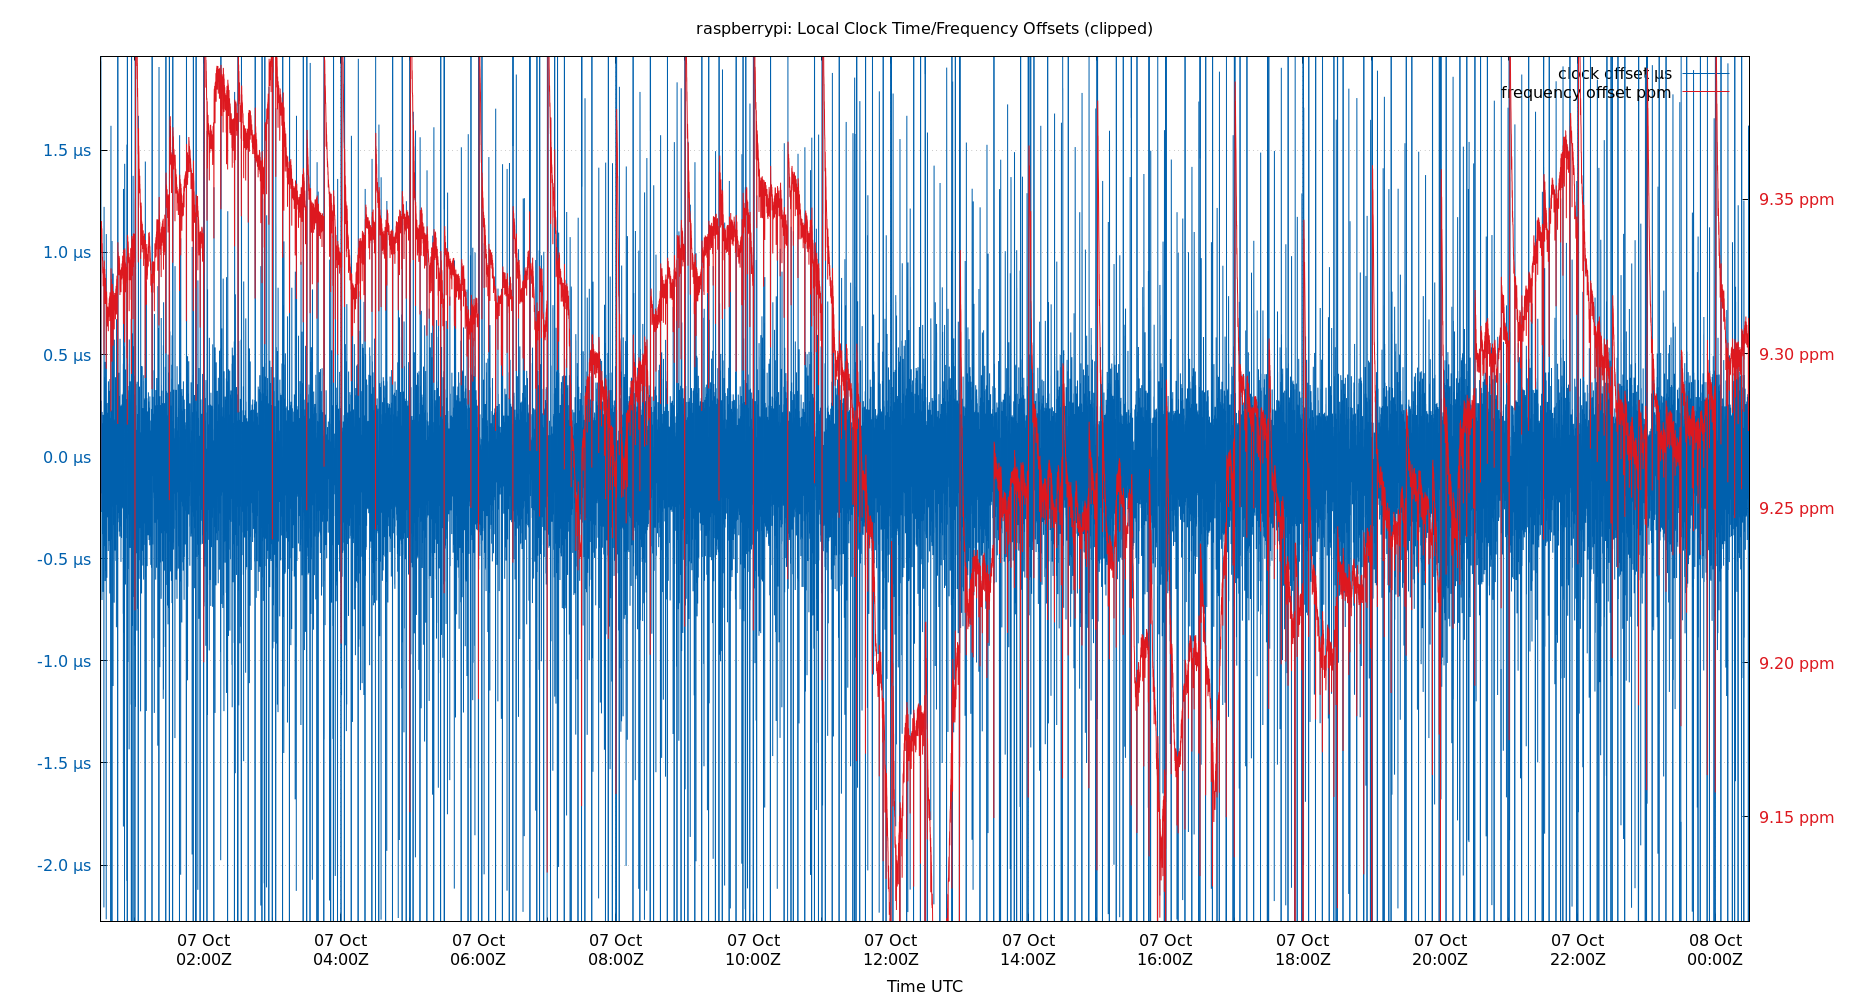 raspberrypi: Local Clock Time/Frequency Offsets (clipped)
clock offset µs
frequency offset ppm
1.5 µs
1.0 µs
0.5 µs
0.0 µs
-0.5 µs
-1.0 µs
-1.5 µs
-2.0 µs
9.35 ppm
9.30 ppm
9.25 ppm
9.20 ppm
9.15 ppm
07 Oct 07 Oct 07 Oct 07 Oct 07 Oct 07 Oct 07 Oct 07 Oct 07 Oct 07 Oct 07 Oct 08 Oct
02:00Z 04:00Z 06:00Z 08:00Z 10:00Z 12:00Z 14:00Z 16:00Z 18:00Z 20:00Z 22:00Z 00:00Z
Time UTC